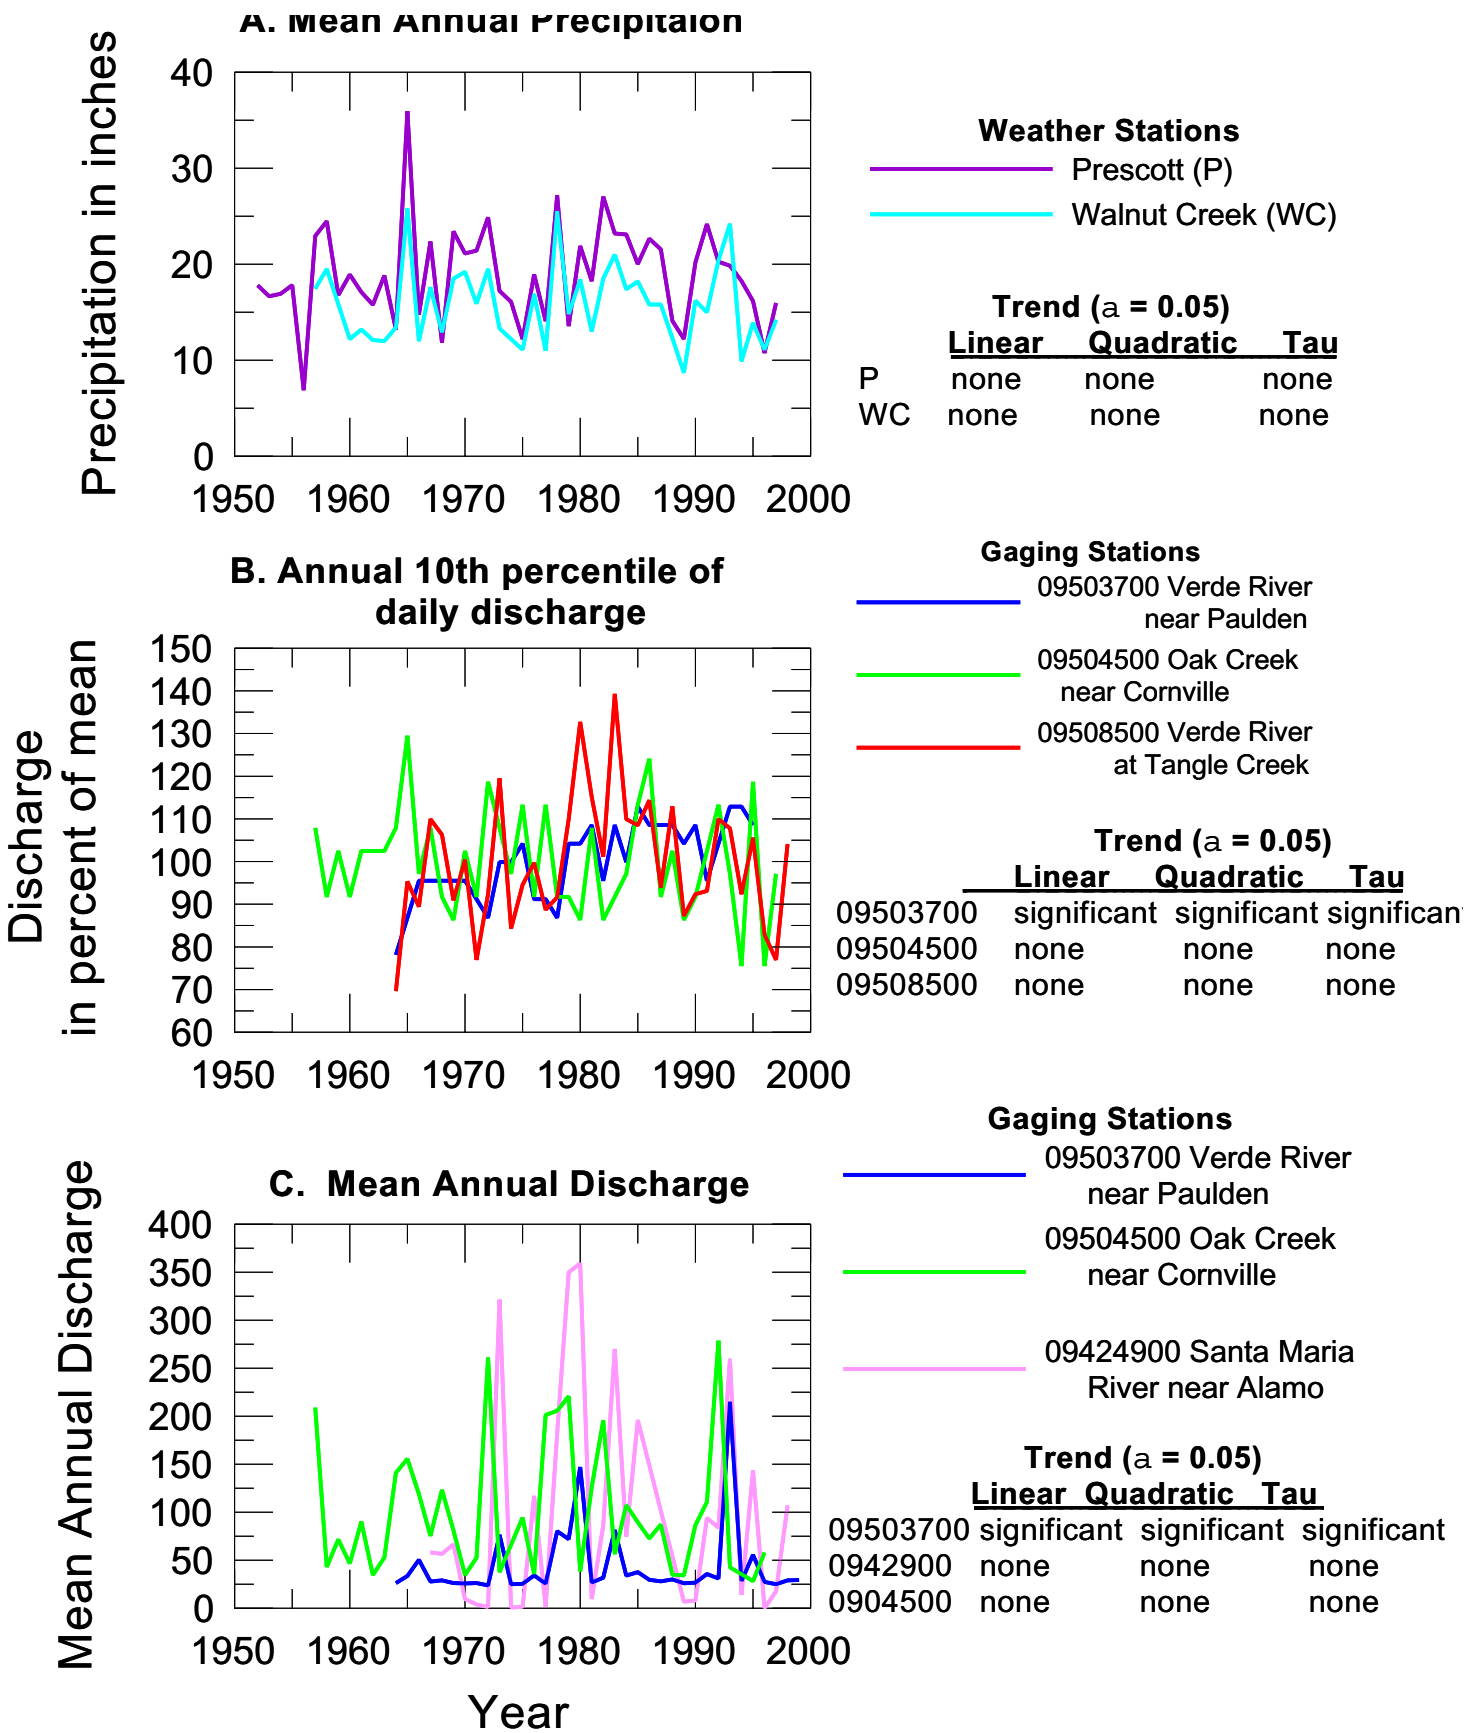 A. Mean Annual Precipitaion
Precipitation in inches
40
30
20
10
0
1950 1960 1970 1980 1990 2000
Weather Stations
Prescott (P)
Walnut Creek (WC)
Trend (a = 0.05)
Linear Quadratic Tau
P none none none
WC none none none
B. Annual 10th percentile of
daily discharge
Discharge
in percent of mean
150
140
130
120
110
100
90
80
70
60
1950 1960 1970 1980 1990 2000
Gaging Stations
09503700 Verde River
near Paulden
09504500 Oak Creek
near Cornville
09508500 Verde River
at Tangle Creek
Trend (a = 0.05)
Linear Quadratic Tau
09503700 significant significant significant
09504500 none none none
09508500 none none none
C. Mean Annual Discharge
Mean Annual Discharge
400
350
300
250
200
150
100
50
0
1950 1960 1970 1980 1990 2000
Year
Gaging Stations
09503700 Verde River
near Paulden
09504500 Oak Creek
near Cornville
09424900 Santa Maria
River near Alamo
Trend (a = 0.05)
Linear Quadratic Tau
09503700 significant significant significant
0942900 none none none
0904500 none none none